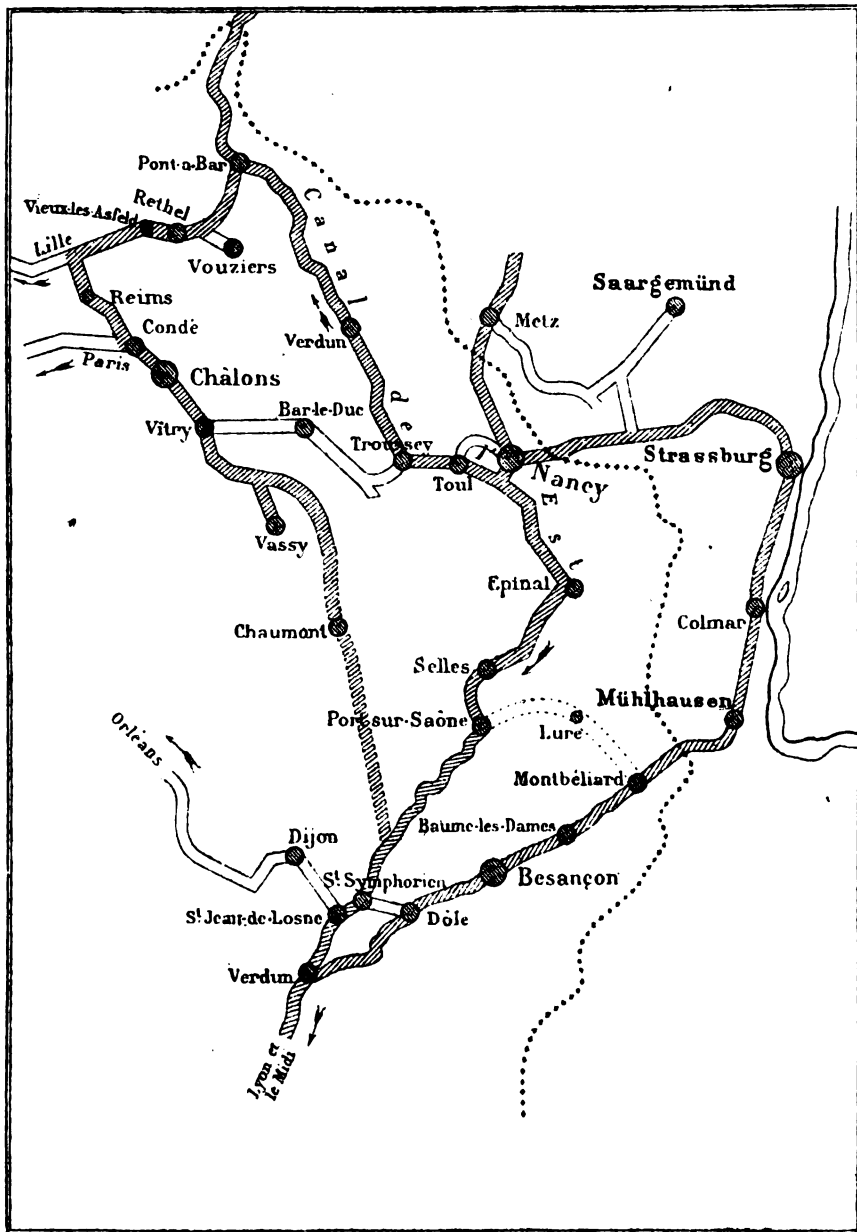 Pont-a-Bar
Canal
Rethel
Vieux-les-Asfeld
Lille
Vouziers
Saargemünd
Reims
Metz
Condé
Verdun
Paris
Châlons
de
Bar-le-Duc
Vitry
Troussey
Strassburg
Toul
Nancy
l'Est
Vassy
Epinal
Colmar
Chaumont
Selles
Mühlhausen
Port-sur-Saône
Lure
Orléans
Montbéliard
Baume-les-Dames
Dijon
Besançon
St. Symphorien
St. Jean-de-Losne
Dôle
Verdun
Lyon et
le Midi